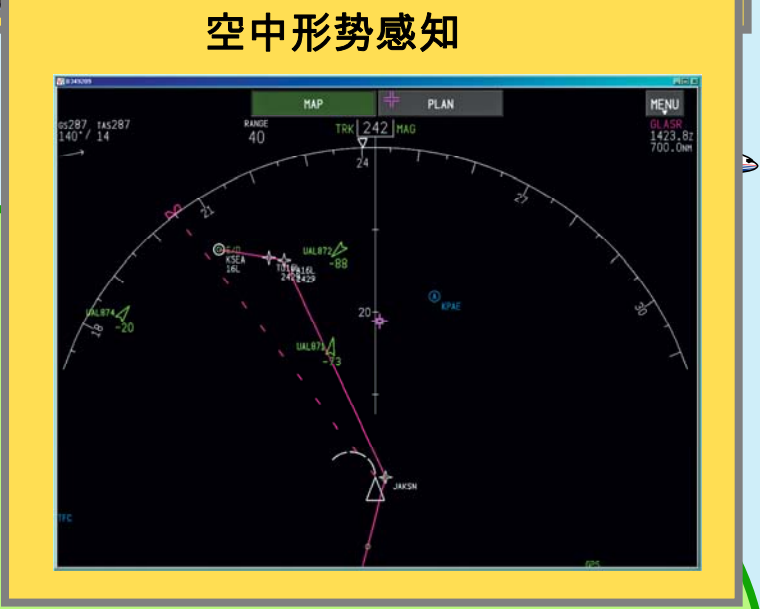 空中形势感知
MAP
PLAN
MENU
GS287 TAS287
140°/ 14
RANGE
40
TRK 242 MAG
GLASR
1423.8z
700.0NM
24
21
27
KSEA
16L
UAL872
-88
2429
KPAE
20
30
UAL874
-20
18
UAL871
-73
JAKSN
TFC
GPS